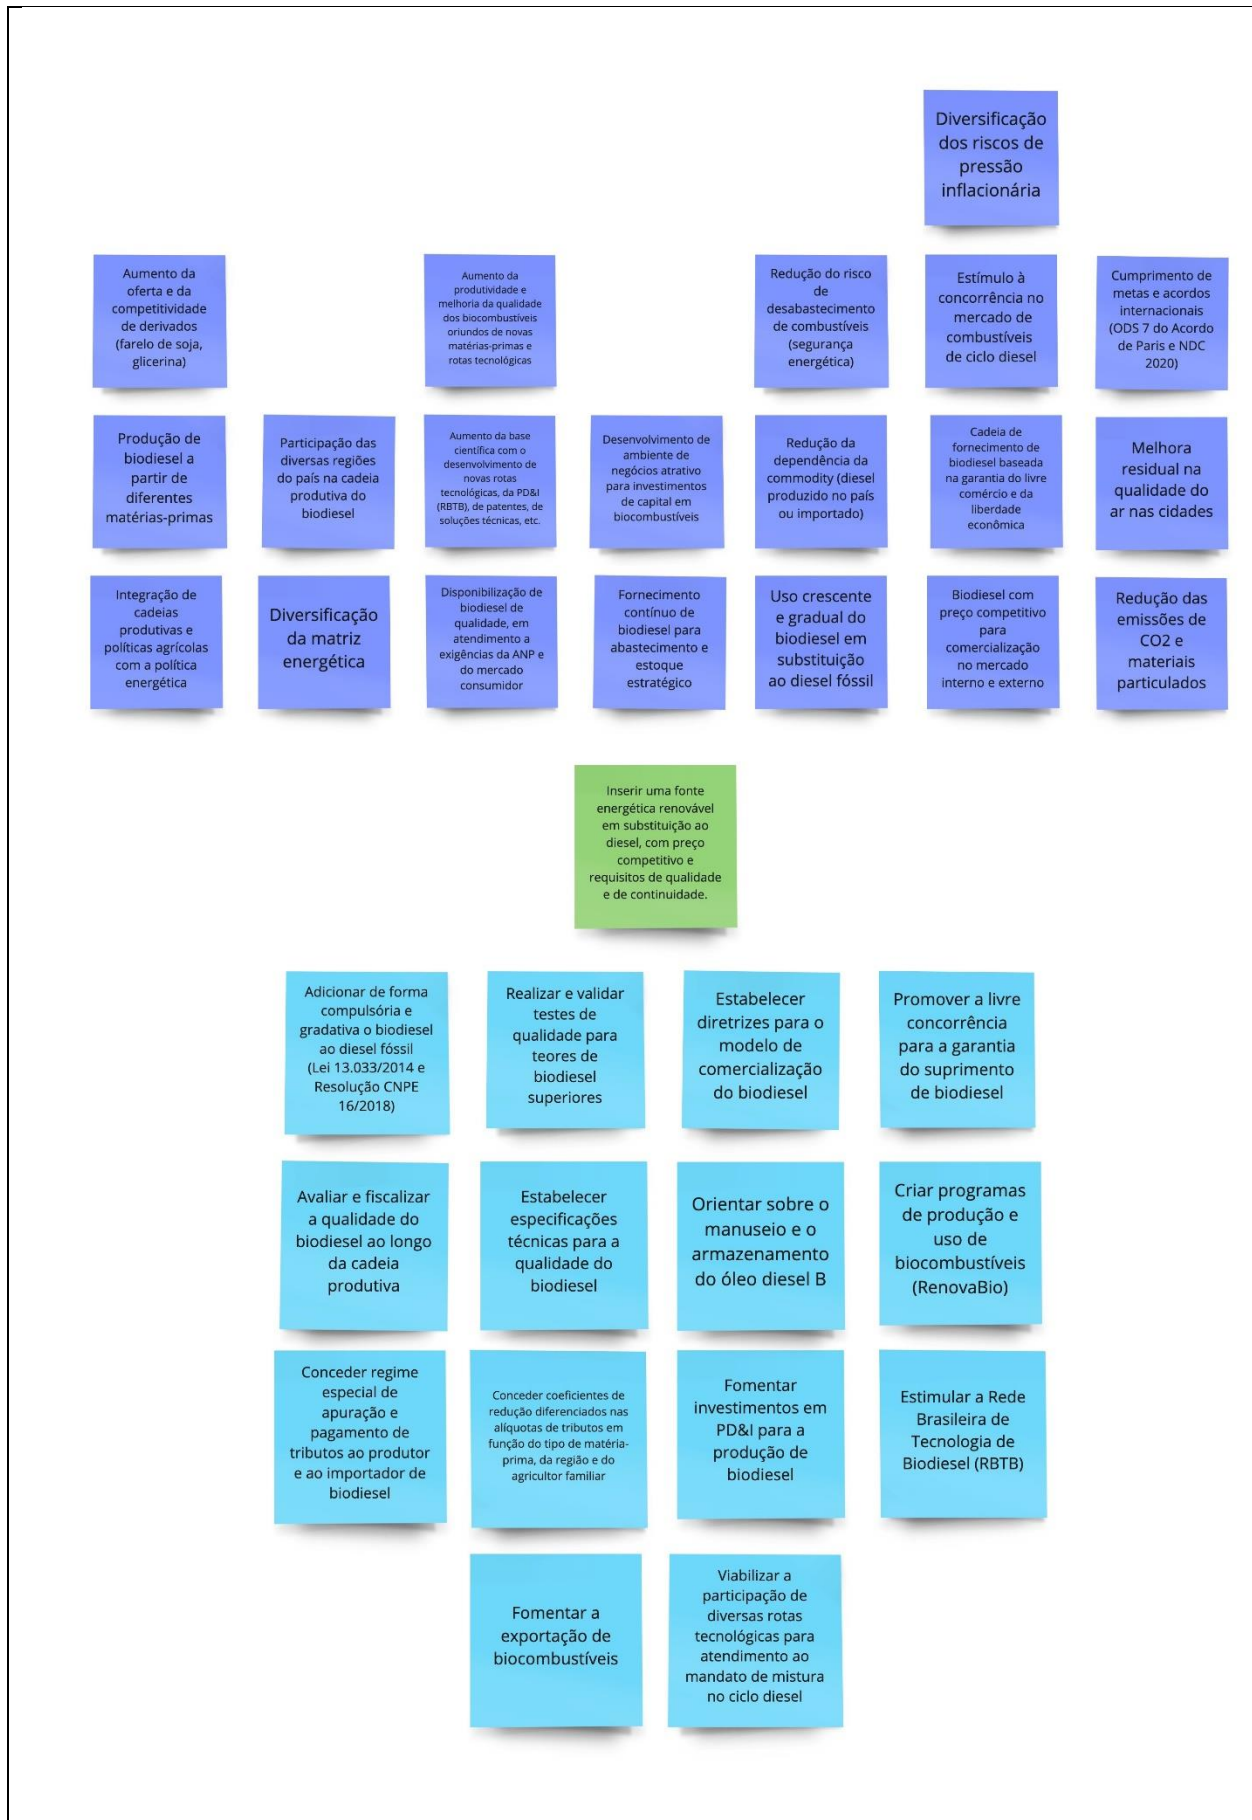 Diversificação
dos riscos de
pressão
inflacionária
Aumento da
oferta e da
competitividade
de derivados
(farelo de soja,
glicerina)
Aumento da
produtividade e
melhoria da qualidade
dos biocombustíveis
oriundos de novas
matérias-primas e
rotas tecnológicas
Redução do risco
de
desabastecimento
de combustíveis
(segurança
energética)
Estímulo à
concorrência no
mercado de
combustíveis
de ciclo diesel
Cumprimento de
metas e acordos
internacionais
(ODS 7 do Acordo
de Paris e NDC
2020)
Produção de
biodiesel a
partir de
diferentes
matérias-primas
Participação das
diversas regiões
do país na cadeia
produtiva do
biodiesel
Aumento da base
científica com o
desenvolvimento de
novas rotas
tecnológicas, da PD&I
(RBTB), de patentes, de
soluções técnicas, etc.
Desenvolvimento de
ambiente de
negócios atrativo
para investimentos
de capital em
biocombustíveis
Redução da
dependência da
commodity (diesel
produzido no país
ou importado)
Cadeia de
fornecimento de
biodiesel baseada
na garantia do livre
comércio e da
liberdade
econômica
Melhora
residual na
qualidade do
ar nas cidades
Integração de
cadeias
produtivas e
políticas agrícolas
com a política
energética
Diversificação
da matriz
energética
Disponibilização de
biodiesel de
qualidade, em
atendimento a
exigências da ANP e
do mercado
consumidor
Fornecimento
contínuo de
biodiesel para
abastecimento e
estoque
estratégico
Uso crescente
e gradual do
biodiesel em
substituição
ao diesel fóssil
Biodiesel com
preço competitivo
para
comercialização
no mercado
interno e externo
Redução das
emissões de
CO2 e
materiais
particulados
Inserir uma fonte
energética renovável
em substituição ao
diesel, com preço
competitivo e
requisitos de qualidade
e de continuidade.
Adicionar de forma
compulsória e
gradativa o biodiesel
ao diesel fóssil
(Lei 13.033/2014 e
Resolução CNPE
16/2018)
Realizar e validar
testes de
qualidade para
teores de
biodiesel
superiores
Estabelecer
diretrizes para o
modelo de
comercialização
do biodiesel
Promover a livre
concorrência
para a garantia
do suprimento
de biodiesel
Avaliar e fiscalizar
a qualidade do
biodiesel ao longo
da cadeia
produtiva
Estabelecer
especificações
técnicas para a
qualidade do
biodiesel
Orientar sobre o
manuseio e o
armazenamento
do óleo diesel B
Criar programas
de produção e
uso de
biocombustíveis
(RenovaBio)
Conceder regime
especial de
apuração e
pagamento de
tributos ao produtor
e ao importador de
biodiesel
Conceder coeficientes de
redução diferenciados nas
alíquotas de tributos em
função do tipo de matéria-
prima, da região e do
agricultor familiar
Fomentar
investimentos em
PD&I para a
produção de
biodiesel
Estimular a Rede
Brasileira de
Tecnologia de
Biodiesel (RBTB)
Fomentar a
exportação de
biocombustíveis
Viabilizar a
participação de
diversas rotas
tecnológicas para
atendimento ao
mandato de mistura
no ciclo diesel